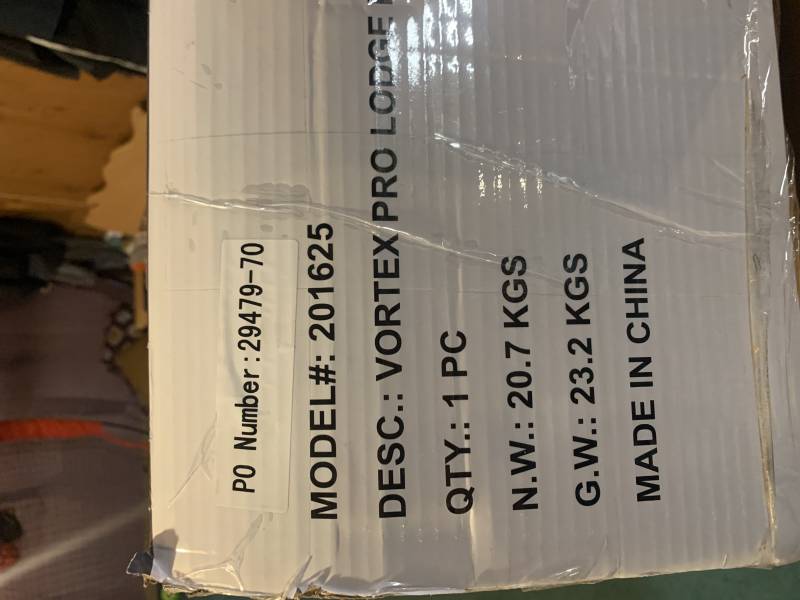 PO Number:29479-70
MODEL#: 201625
DESC.: VORTEX PRO LODGE
QTY.: 1 PC
N.W.: 20.7 KGS
G.W.: 23.2 KGS
MADE IN CHINA